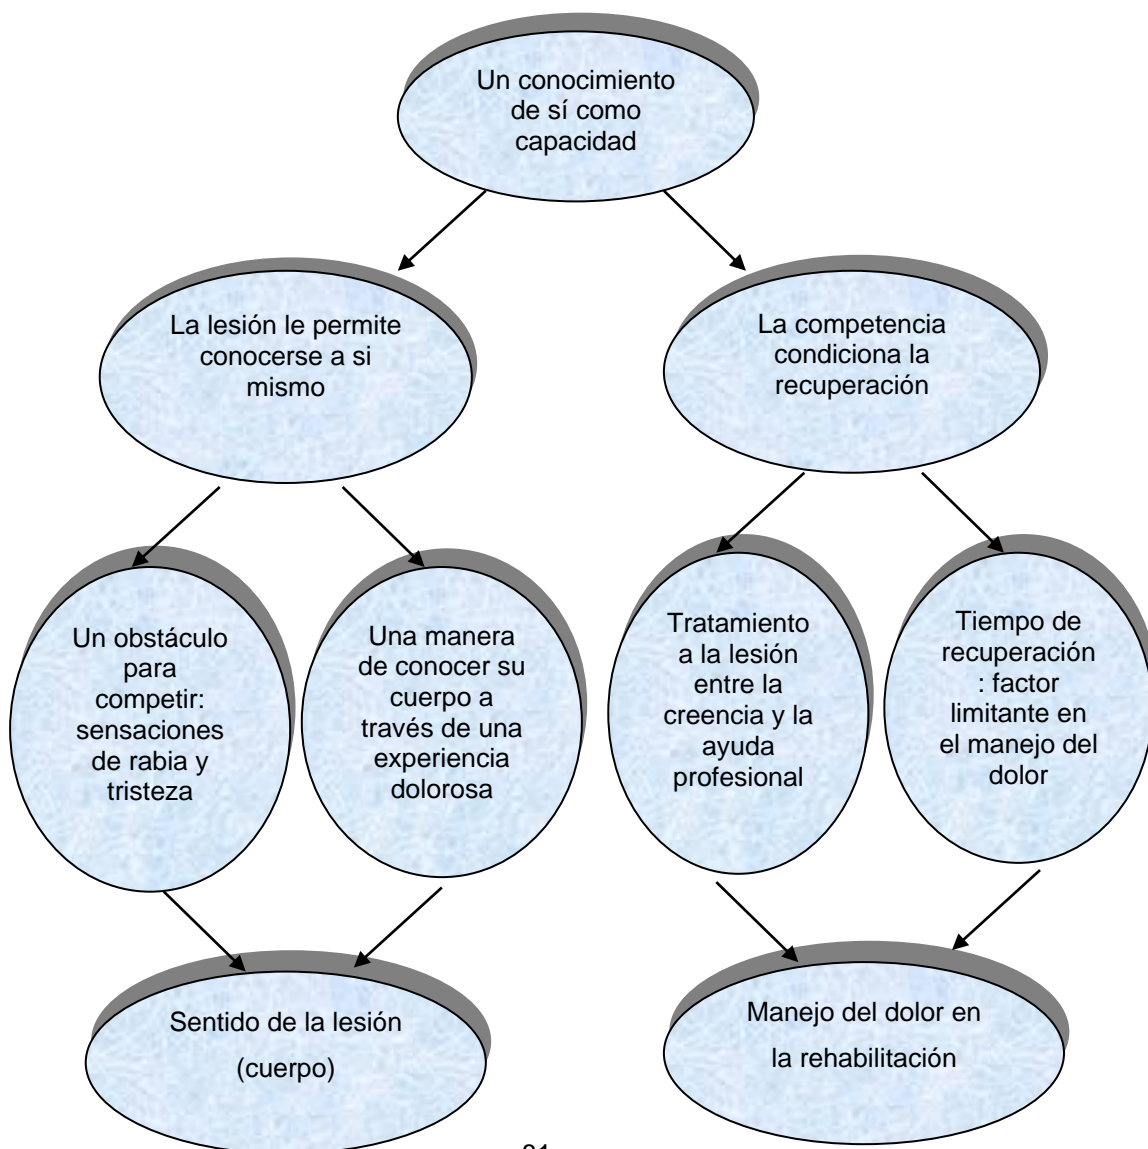 Un conocimiento
de sí como
capacidad
La lesión le permite
conocerse a si
mismo
La competencia
condiciona la
recuperación
Un obstáculo
para
competir:
sensaciones
de rabia y
tristeza
Una manera
de conocer su
cuerpo a
través de una
experiencia
dolorosa
Tratamiento
a la lesión
entre la
creencia y la
ayuda
profesional
Tiempo de
recuperación
: factor
limitante en
el manejo del
dolor
Sentido de la lesión
(cuerpo)
Manejo del dolor en
la rehabilitación